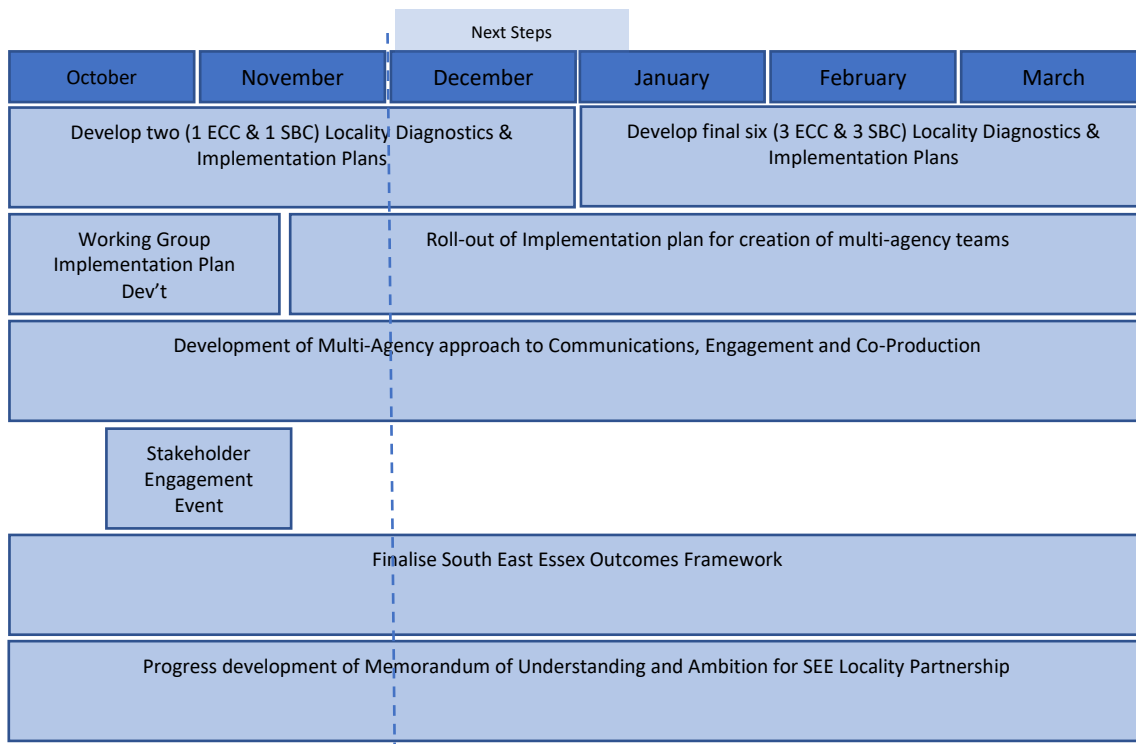 Next Steps
October
November
December
January
February
March
Develop two (1 ECC & 1 SBC) Locality Diagnostics &
Implementation Plans
Develop final six (3 ECC & 3 SBC) Locality Diagnostics &
Implementation Plans
Working Group
Implementation Plan
Dev’t
Roll-out of Implementation plan for creation of multi-agency teams
Development of Multi-Agency approach to Communications, Engagement and Co-Production
Stakeholder
Engagement
Event
Finalise South East Essex Outcomes Framework
Progress development of Memorandum of Understanding and Ambition for SEE Locality Partnership